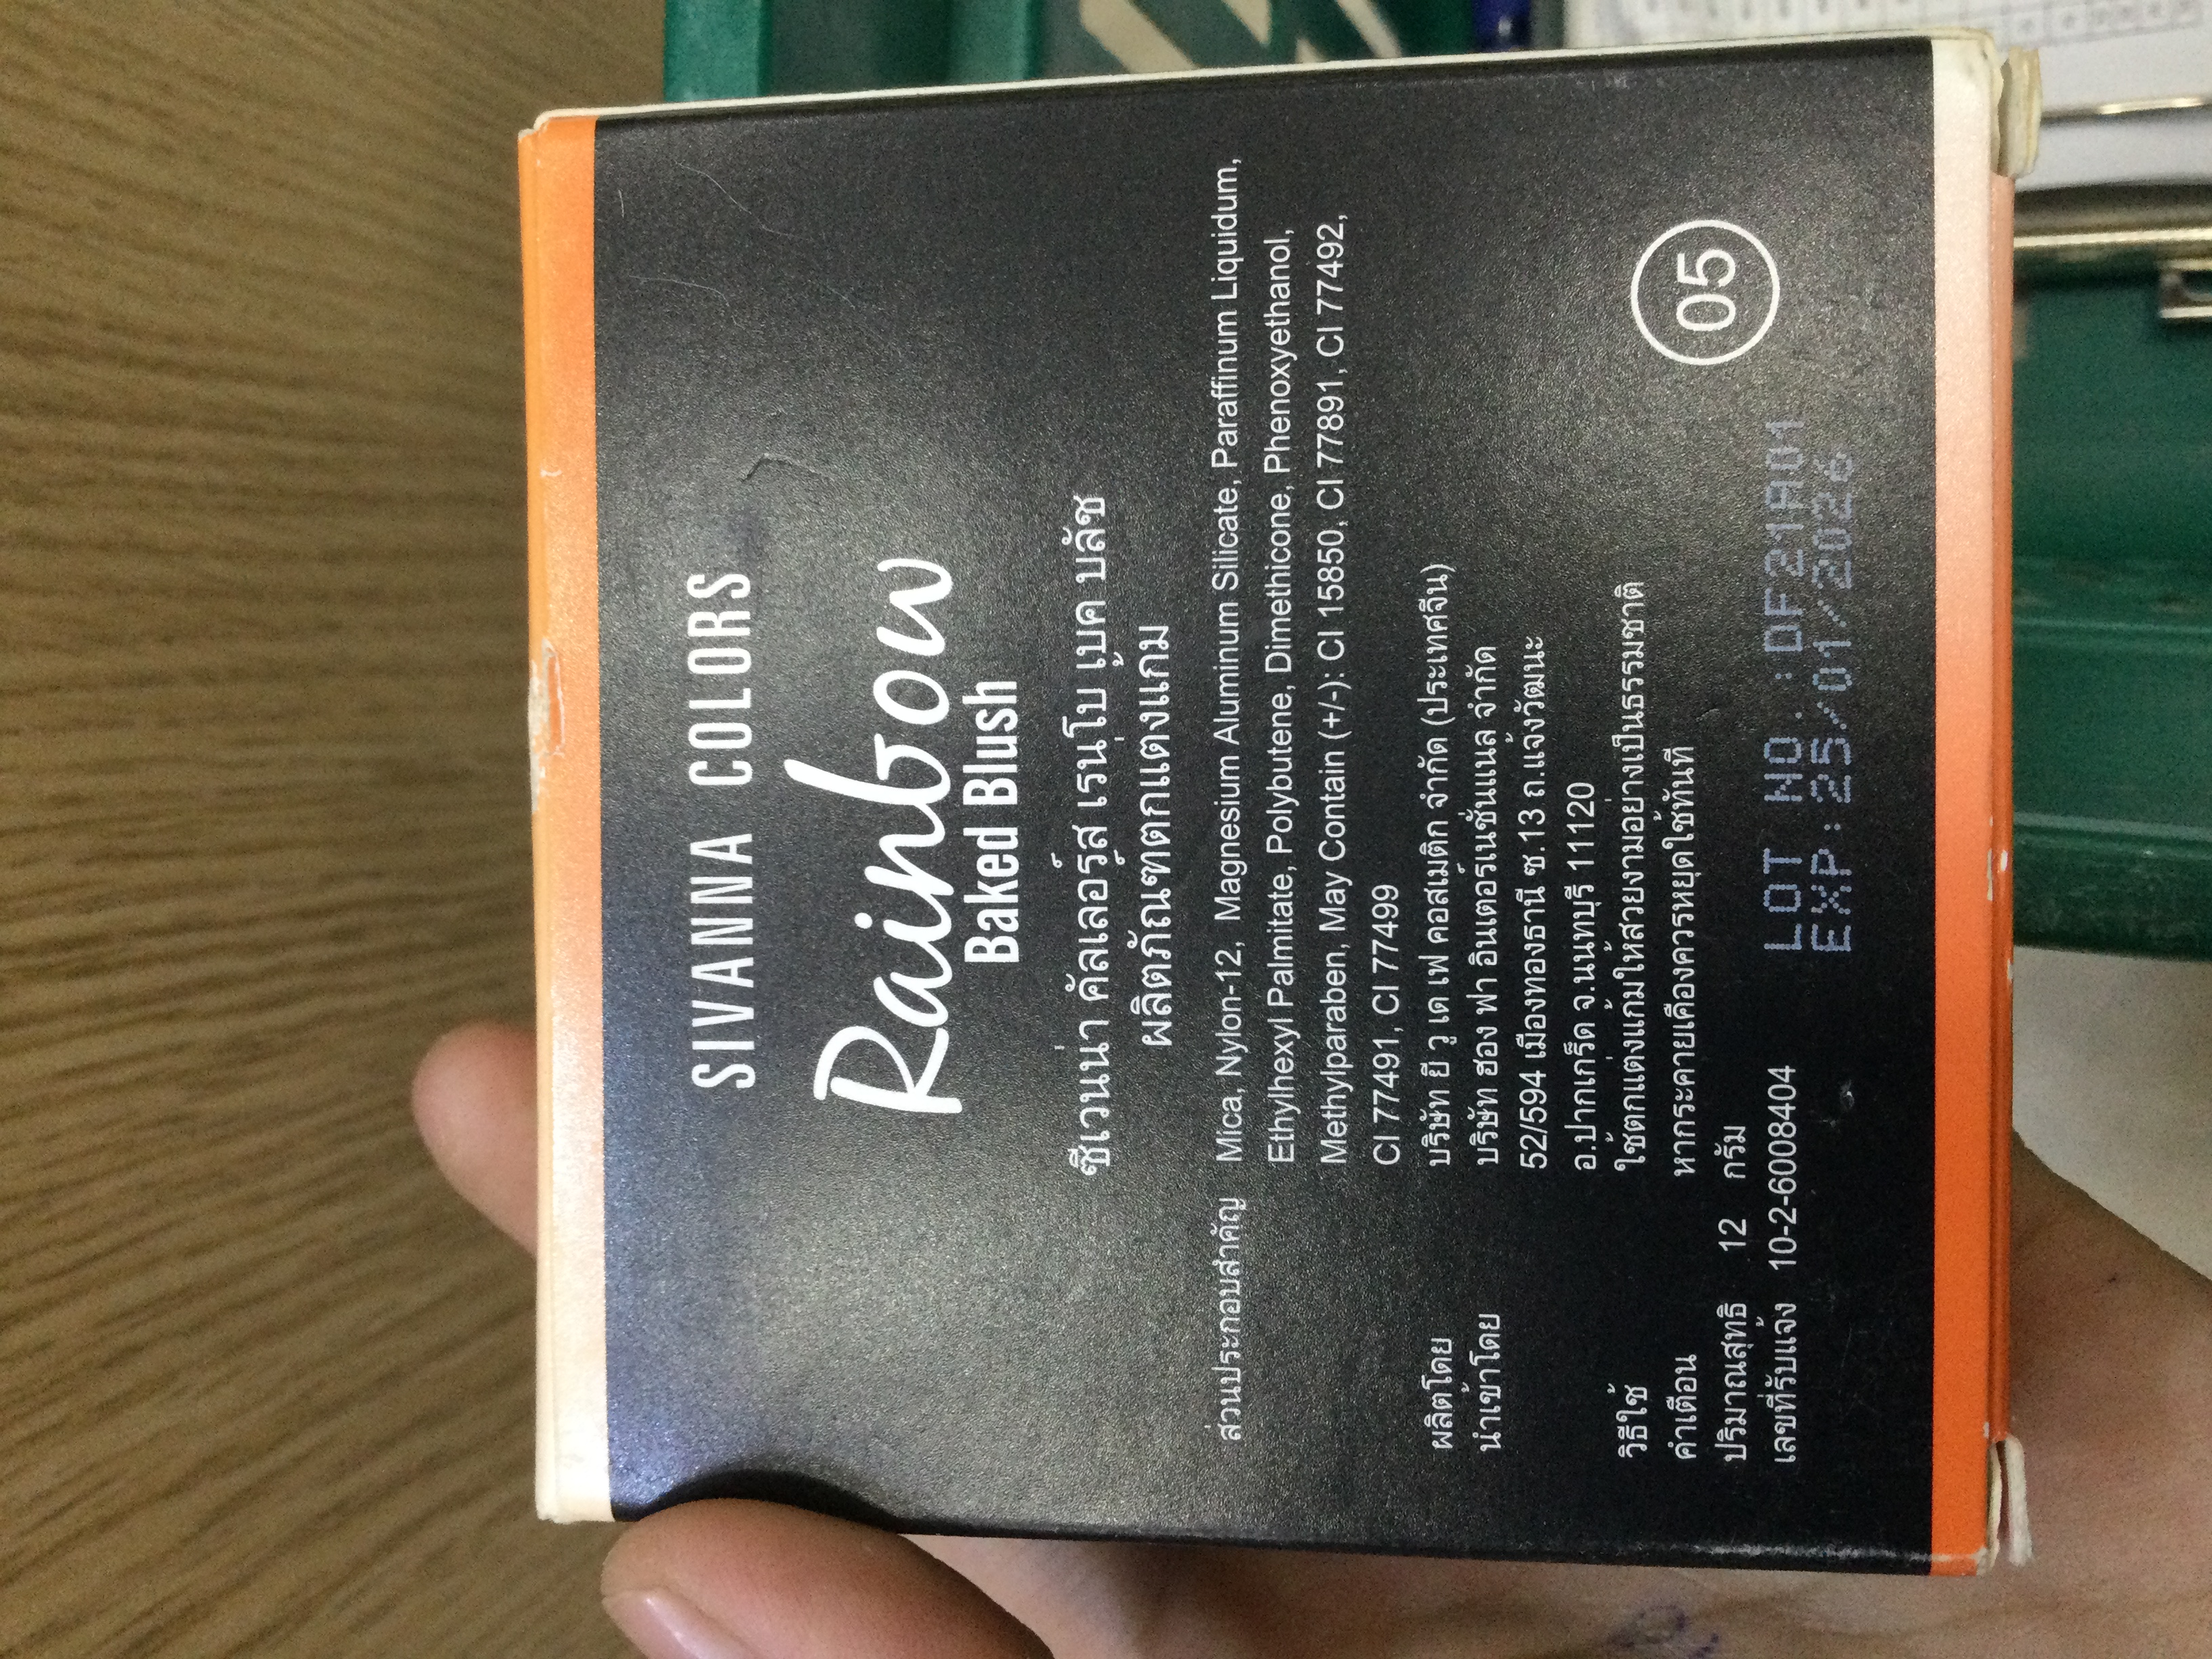 SIVANNA COLORS
Rainbow
Baked Blush
ซีเวนน่า คัลเลอร์ส เรนโบ้ เบค บลัช
ผลิตภัณฑตกแตงแกม
ส่วนประกอบสำคัญ Mica, Nylon-12, Magnesium Aluminum Silicate, Paraffinum Liquidum,
Ethylhexyl Palmitate, Polybutene, Dimethicone, Phenoxyethanol,
Methylparaben, May Contain (+/-): CI 15850, CI 77891, CI 77492,
CI 77491, CI 77499
ผลิตโดย บริษัท ยี วู เด เฟ คอสเมติก จำกัด (ประเทศจีน)
นำเข้าโดย บริษัท ฮอง ฟา อินเตอร์เนชั่นแนล จำกัด
52/594 เมืองทองธานี ซ.13 ถ.แจ้งวัฒนะ
อ.ปากเกร็ด จ.นนทบุรี 11120
วิธีใช้ ใช้ตกแต่งแก้มให้สวยงามอย่างเป็นธรรมชาติ
คำเตือน หากระคายเคืองควรหยุดใช้ทันที
ปริมาณสุทธิ 12 กรัม
เลขที่รับแจ้ง 10-2-6008404
LOT NO.:DF21A01
EXP:25/01/2026
05